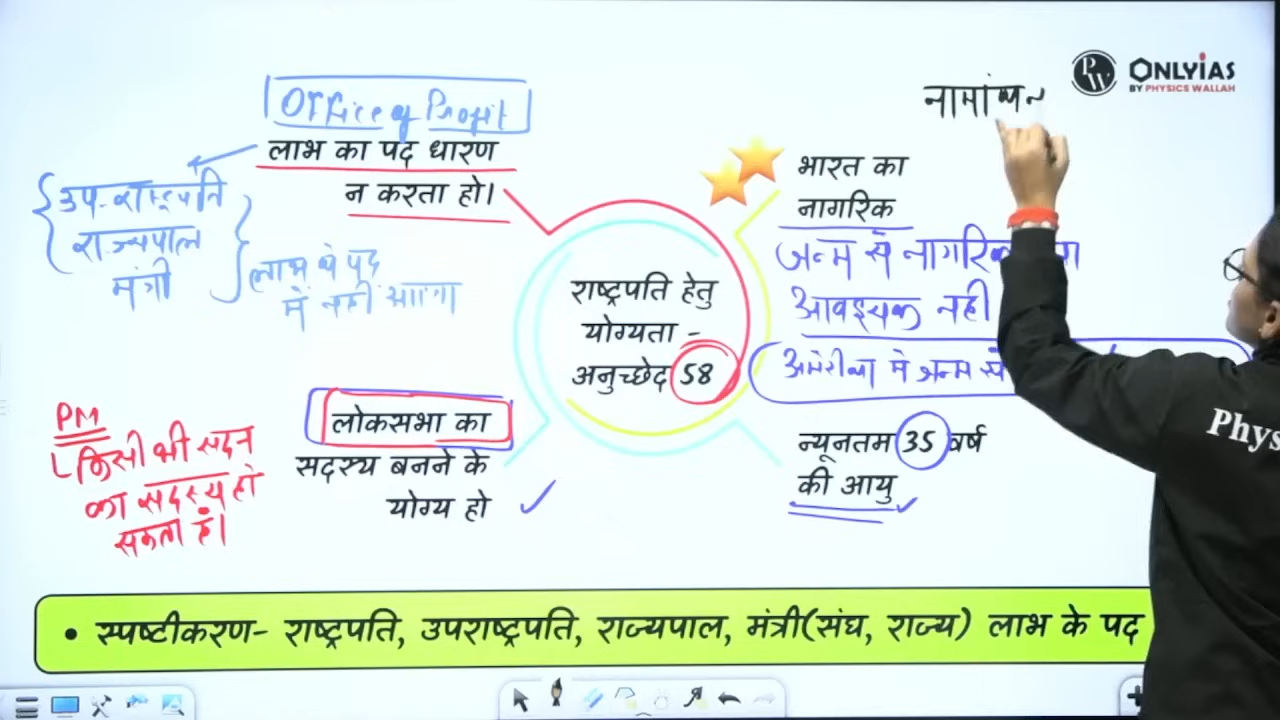 नामांकन
PW ONLYIAS
BY PHYSICS WALLAH
Office of Profit
लाभ का पद धारण
न करता हो।
उप-राष्ट्रपति
राज्यपाल
मंत्री
लाभ के पद
में नहीं आता
भारत का
नागरिक
जन्म से नागरिक
आवश्यक नही
अमेरीका मे जन्म
राष्ट्रपति हेतु
योग्यता -
अनुच्छेद 58
PM
किसी भी सदन
का सदस्य हो
सकता है।
लोकसभा का
सदस्य बनने के
योग्य हो
न्यूनतम 35 वर्ष
की आयु
Phys
• स्पष्टीकरण- राष्ट्रपति, उपराष्ट्रपति, राज्यपाल, मंत्री(संघ, राज्य) लाभ के पद